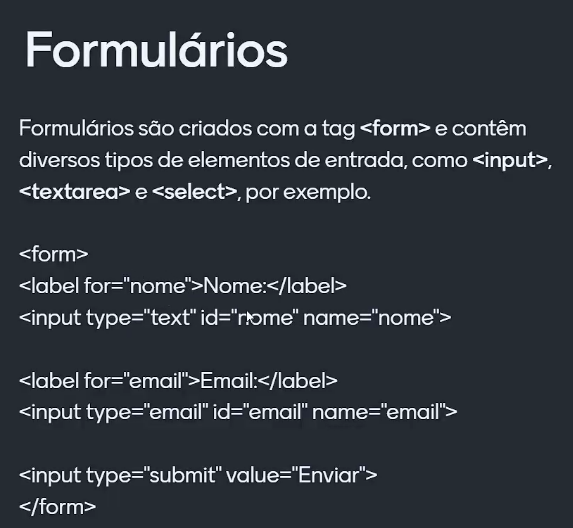 Formulários
Formulários são criados com a tag <form> e contêm
diversos tipos de elementos de entrada, como <input>,
<textarea> e <select>, por exemplo.
<form>
<label for="nome">Nome:</label>
<input type="text" id="nome" name="nome">
<label for="email">Email:</label>
<input type="email" id="email" name="email">
<input type="submit" value="Enviar">
</form>